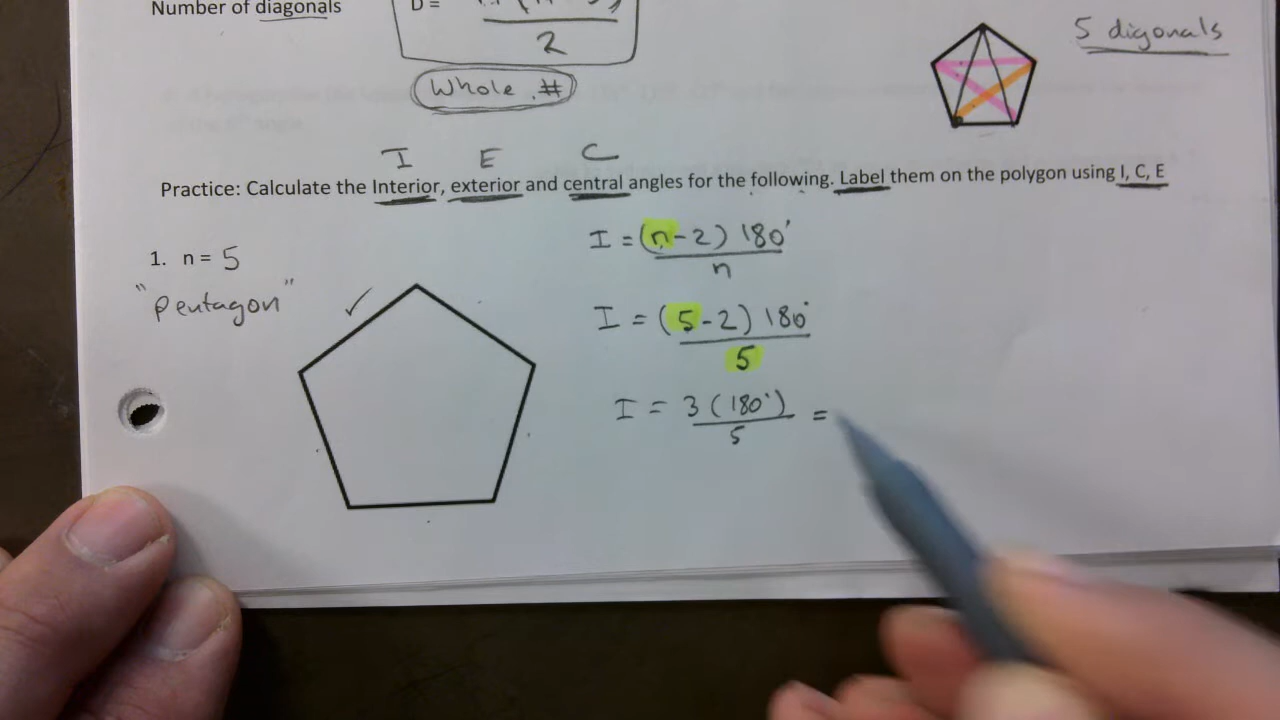 Number of diagonals
D =
2
Whole #
5 digonals
I E C
Practice: Calculate the Interior, exterior and central angles for the following. Label them on the polygon using I, C, E
1. n = 5
"pentagon"
I = (n-2) 180°
n
I = (5-2) 180°
5
I = 3 (180°) =
5